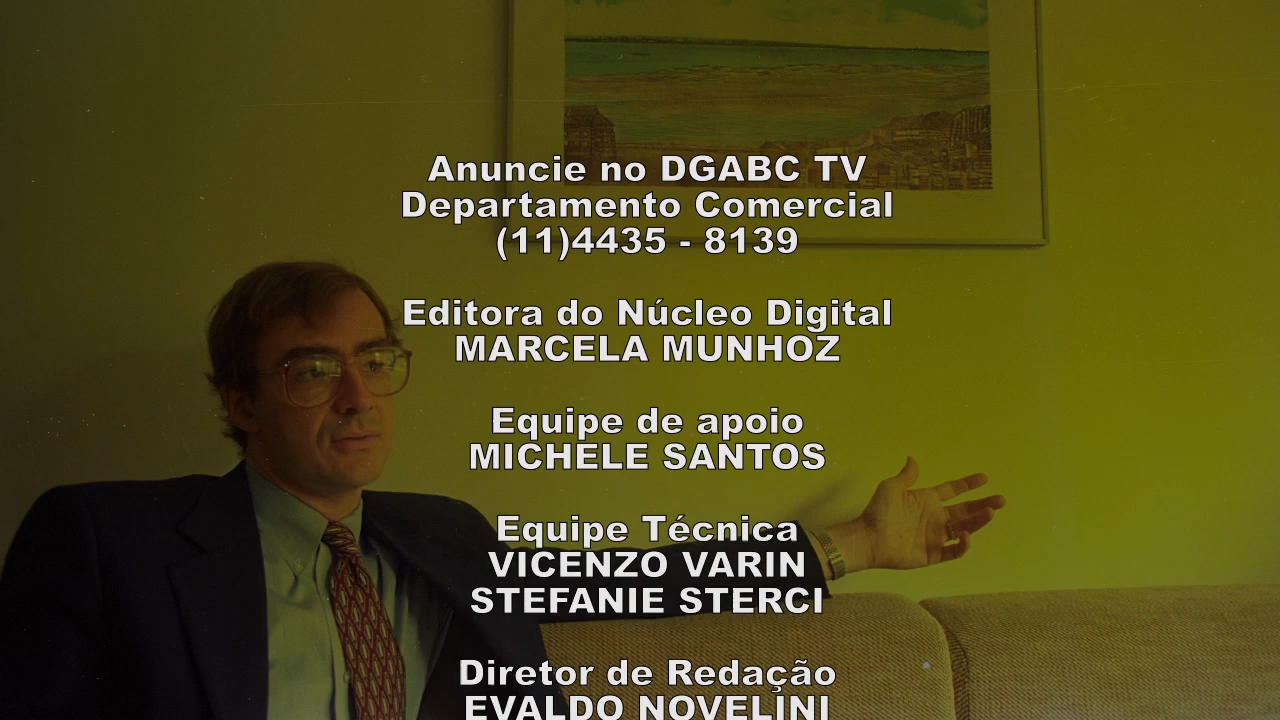 Anuncie no DGABC TV
Departamento Comercial
(11)4435 - 8139
Editora do Núcleo Digital
MARCELA MUNHOZ
Equipe de apoio
MICHELE SANTOS
Equipe Técnica
VICENZO VARIN
STEFANIE STERCI
Diretor de Redação
EVALDO NOVELINI